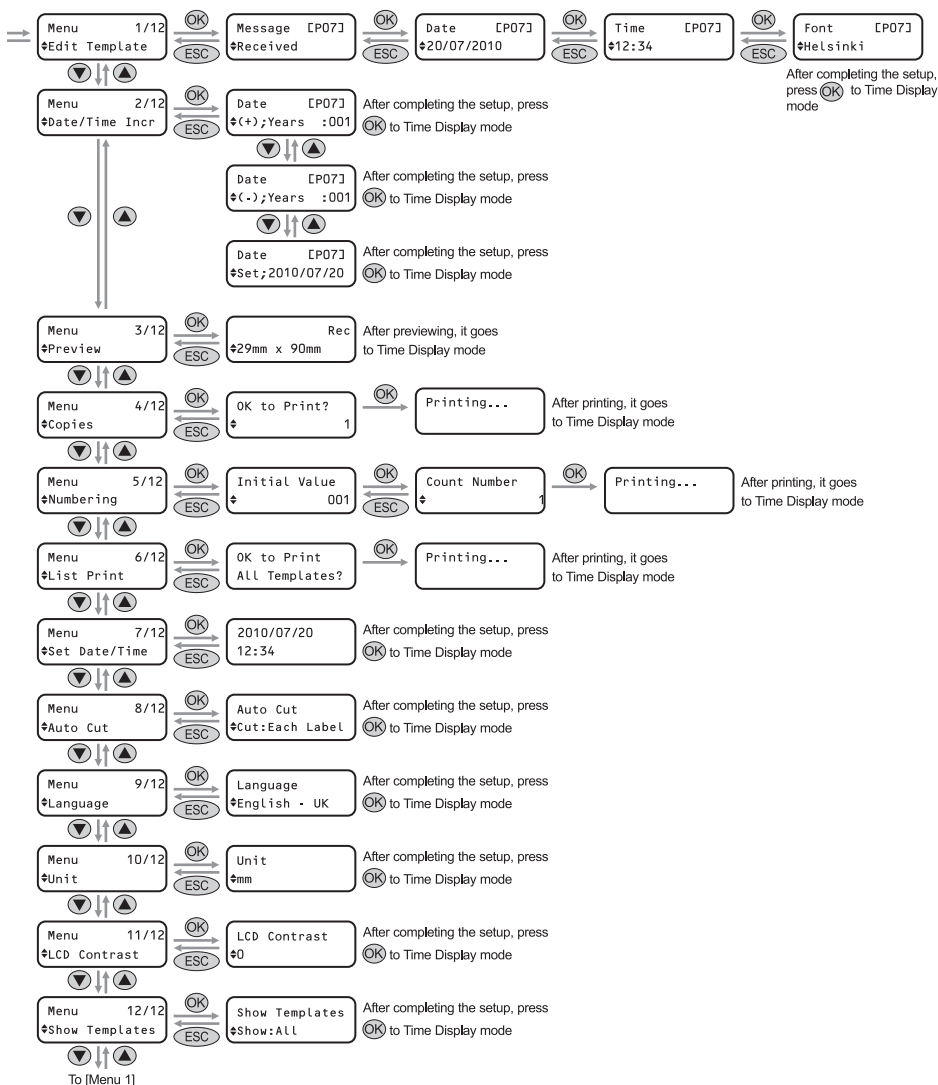 Menu 1/12
Edit Template
OK
ESC
Message [P07]
Received
OK
ESC
Date [P07]
20/07/2010
OK
ESC
Time [P07]
12:34
OK
ESC
Font [P07]
Helsinki
After completing the setup,
press OK to Time Display
mode
Menu 2/12
Date/Time Incr
OK
ESC
Date [P07]
(+);Years :001
After completing the setup, press
OK to Time Display mode
Date [P07]
(-);Years :001
After completing the setup, press
OK to Time Display mode
Date [P07]
Set;2010/07/20
After completing the setup, press
OK to Time Display mode
Menu 3/12
Preview
OK
ESC
Rec
29mm x 90mm
After previewing, it goes
to Time Display mode
Menu 4/12
Copies
OK
ESC
OK to Print?
1
OK
Printing...
After printing, it goes
to Time Display mode
Menu 5/12
Numbering
OK
ESC
Initial Value
001
OK
ESC
Count Number
1
OK
Printing...
After printing, it goes
to Time Display mode
Menu 6/12
List Print
OK
ESC
OK to Print
All Templates?
OK
Printing...
After printing, it goes
to Time Display mode
Menu 7/12
Set Date/Time
OK
ESC
2010/07/20
12:34
After completing the setup, press
OK to Time Display mode
Menu 8/12
Auto Cut
OK
ESC
Auto Cut
Cut:Each Label
After completing the setup, press
OK to Time Display mode
Menu 9/12
Language
OK
ESC
Language
English - UK
After completing the setup, press
OK to Time Display mode
Menu 10/12
Unit
OK
ESC
Unit
mm
After completing the setup, press
OK to Time Display mode
Menu 11/12
LCD Contrast
OK
ESC
LCD Contrast
0
After completing the setup, press
OK to Time Display mode
Menu 12/12
Show Templates
OK
ESC
Show Templates
Show:All
After completing the setup, press
OK to Time Display mode
To [Menu 1]